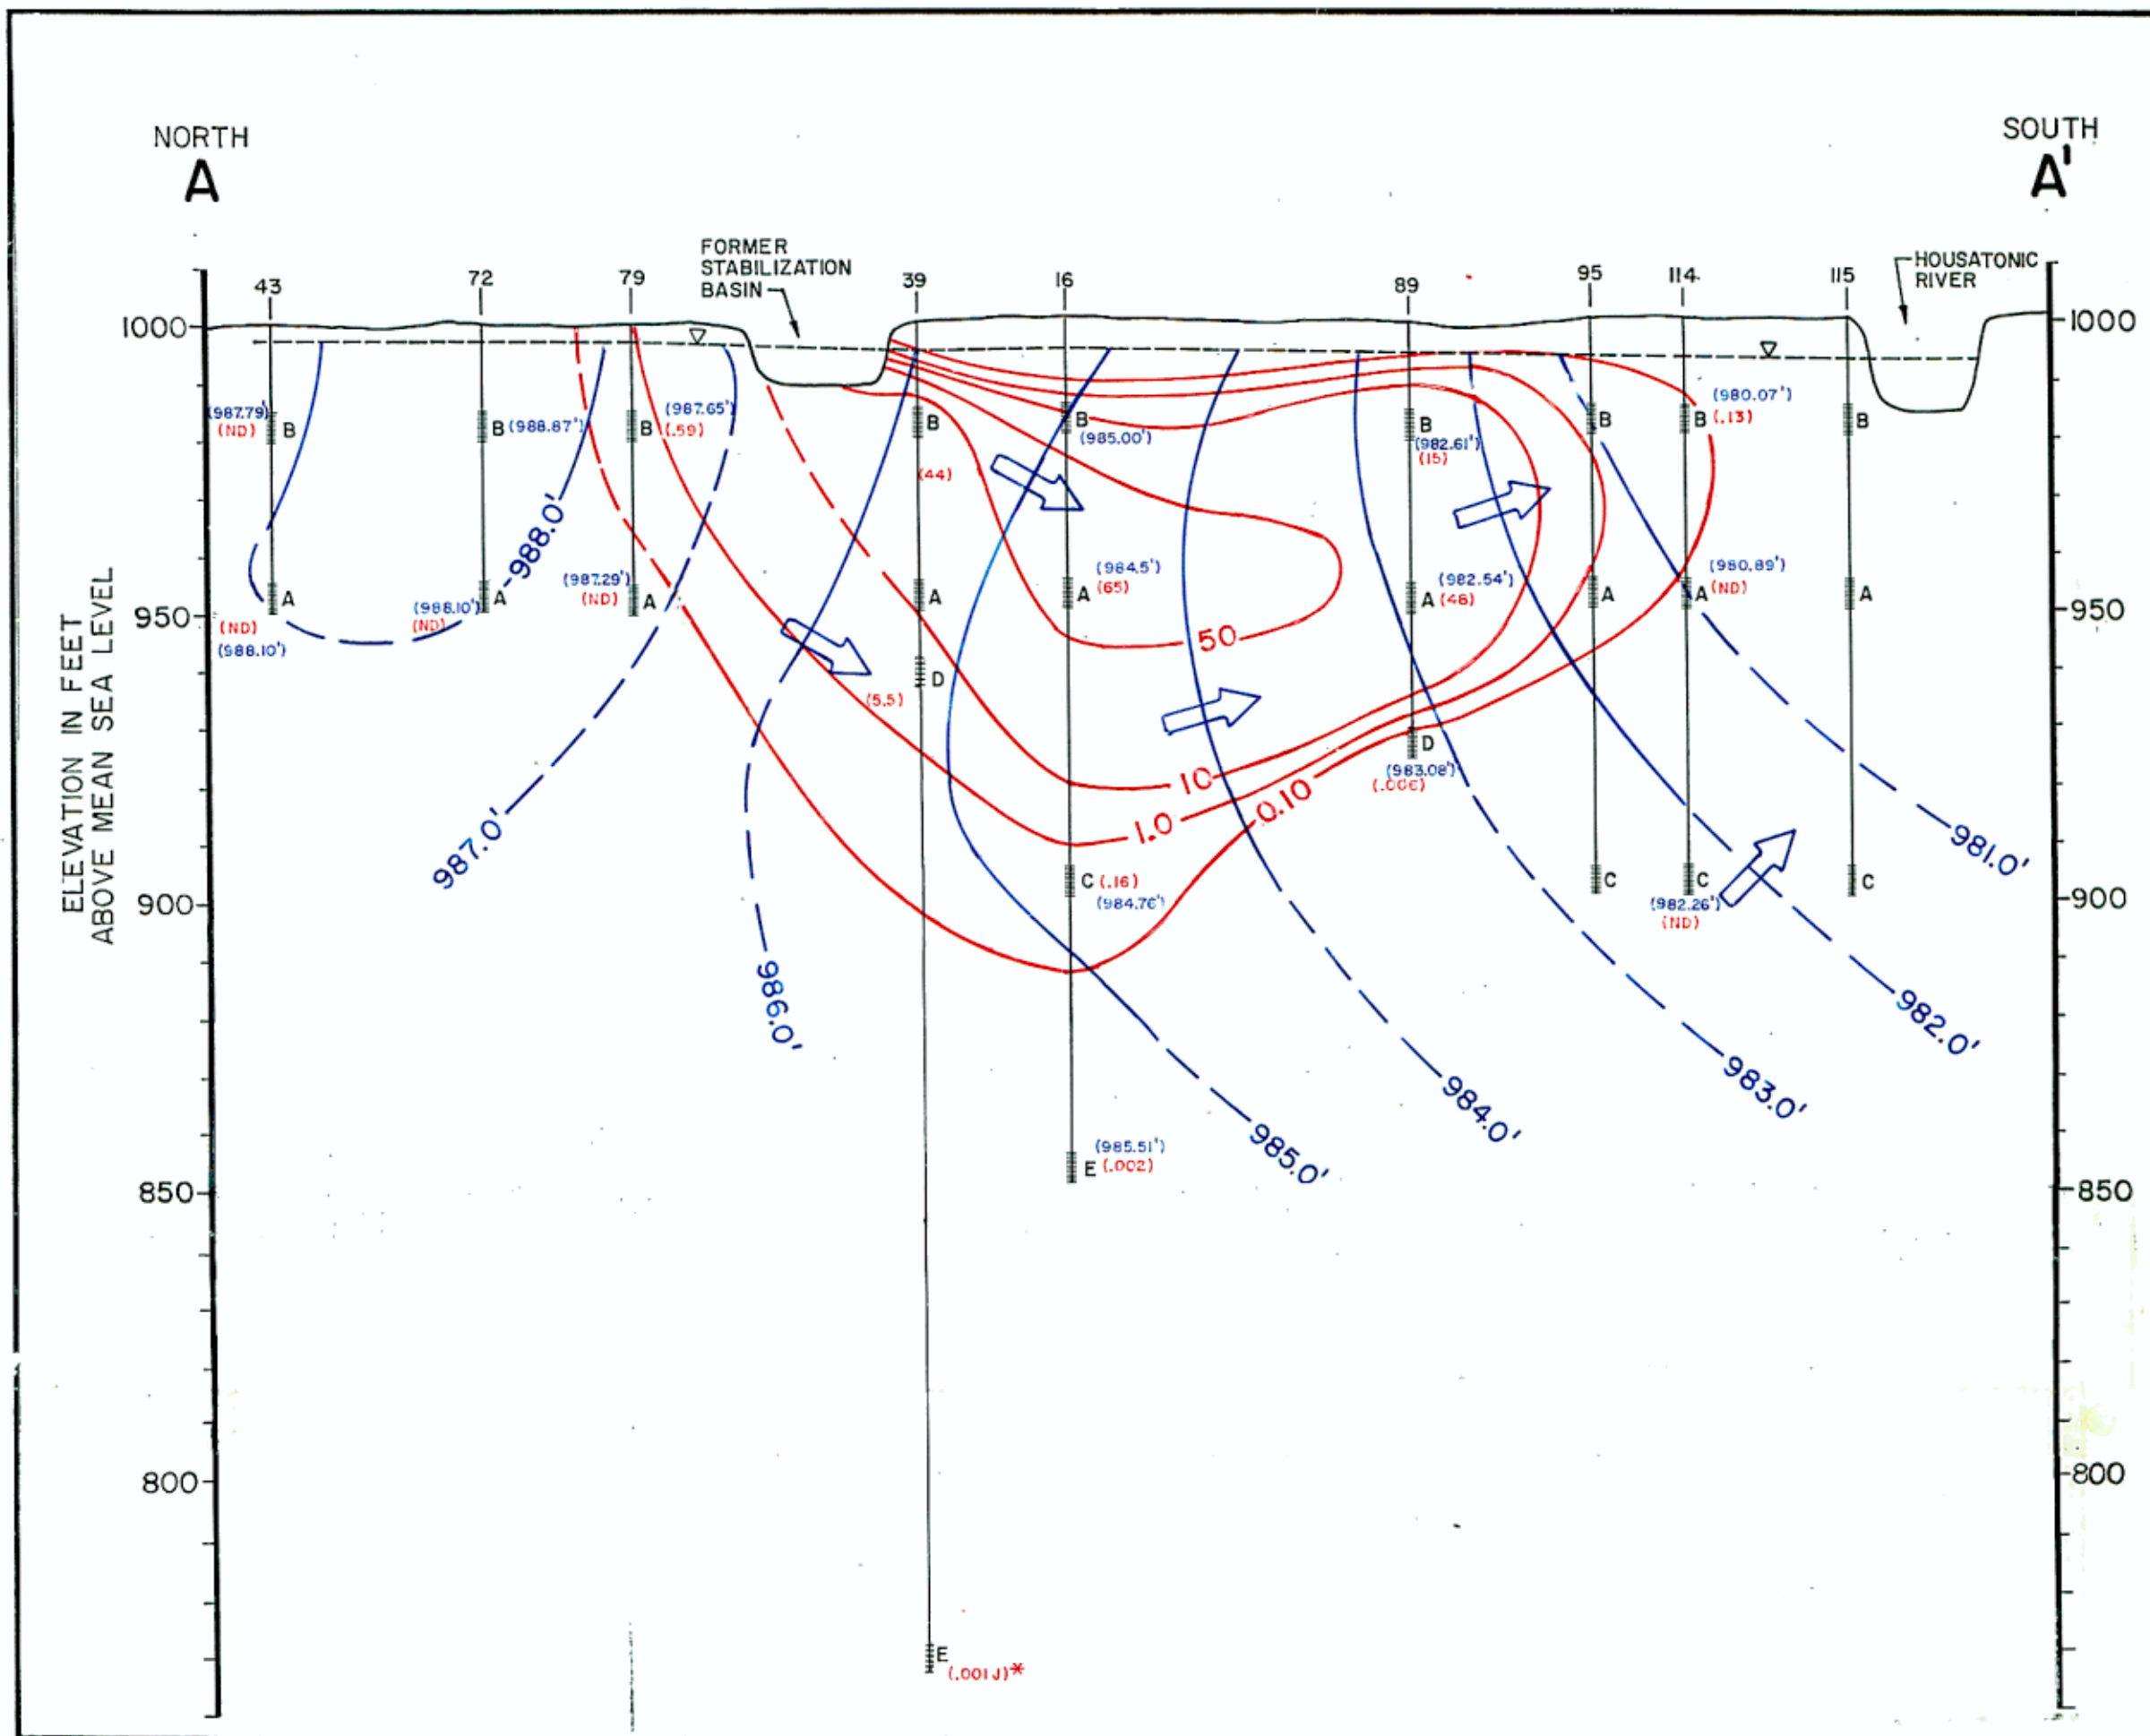 NORTH
A
SOUTH
A'
FORMER
STABILIZATION
BASIN
HOUSATONIC
RIVER
43
72
79
39
16
89
95
114
115
1000
1000
(987.79')
(ND)
B
B
(988.87')
(987.65')
B
(.59)
B
(44)
B
(985.00')
B
(982.61')
(15)
B
(980.07')
B
(.13)
B
988.0'
A
(ND)
(988.10')
A
(988.10')
(ND)
(987.29')
(ND)
A
A
(984.5')
A
(65)
(982.54')
A
(48)
A
(980.89')
A
(ND)
A
950
950
50
D
(5.5)
D
(983.08')
(.006)
10
1.0
0.10
987.0'
981.0'
C
(.16)
(984.76')
C
C
(982.26')
(ND)
C
900
900
986.0'
982.0'
983.0'
984.0'
985.0'
(985.51')
E
(.002)
850
850
800
800
E
(.001J)*
ELEVATION IN FEET
ABOVE MEAN SEA LEVEL